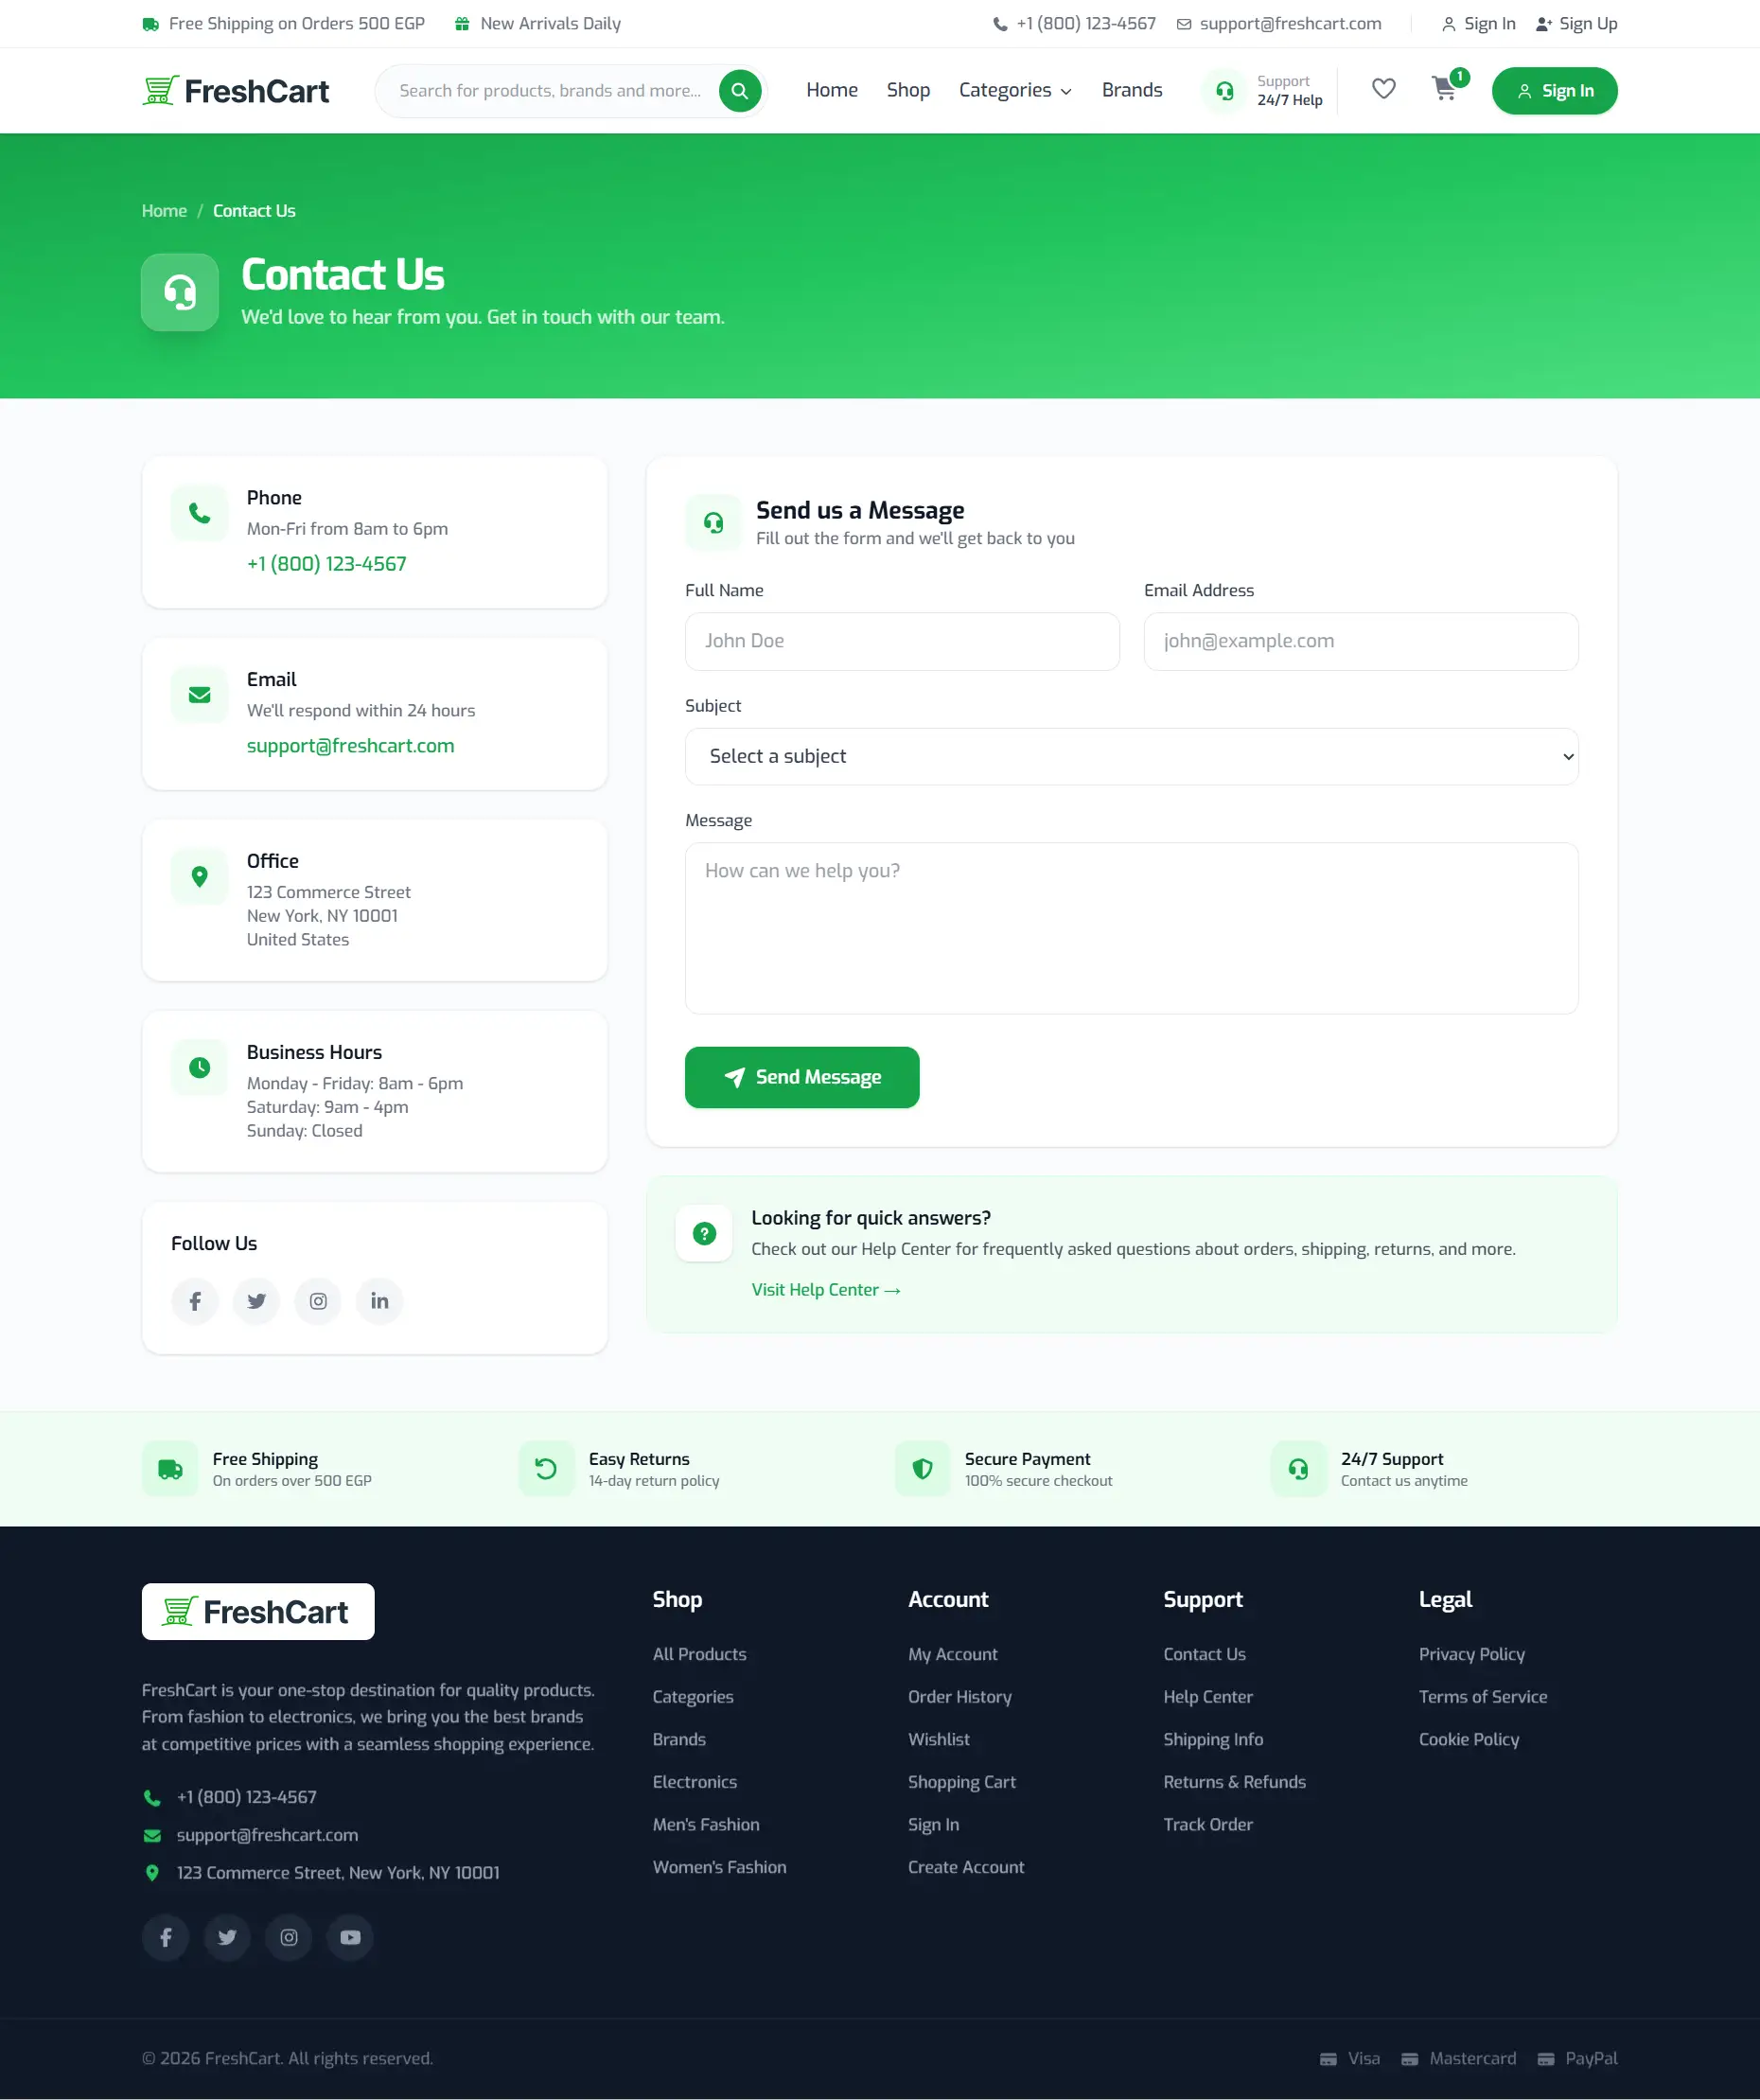 Free Shipping on Orders 500 EGP
New Arrivals Daily
+1 (800) 123-4567
support@freshcart.com
Sign In
Sign Up
FreshCart
Search for products, brands and more...
Home
Shop
Categories
Brands
Support
24/7 Help
1
Sign In
Home / Contact Us
Contact Us
We'd love to hear from you. Get in touch with our team.
Phone
Mon-Fri from 8am to 6pm
+1 (800) 123-4567
Email
We'll respond within 24 hours
support@freshcart.com
Office
123 Commerce Street
New York, NY 10001
United States
Business Hours
Monday - Friday: 8am - 6pm
Saturday: 9am - 4pm
Sunday: Closed
Follow Us
Send us a Message
Fill out the form and we'll get back to you
Full Name
John Doe
Email Address
john@example.com
Subject
Select a subject
Message
How can we help you?
Send Message
Looking for quick answers?
Check out our Help Center for frequently asked questions about orders, shipping, returns, and more.
Visit Help Center →
Free Shipping
On orders over 500 EGP
Easy Returns
14-day return policy
Secure Payment
100% secure checkout
24/7 Support
Contact us anytime
FreshCart
FreshCart is your one-stop destination for quality products.
From fashion to electronics, we bring you the best brands
at competitive prices with a seamless shopping experience.
+1 (800) 123-4567
support@freshcart.com
123 Commerce Street, New York, NY 10001
Shop
All Products
Categories
Brands
Electronics
Men's Fashion
Women's Fashion
Account
My Account
Order History
Wishlist
Shopping Cart
Sign In
Create Account
Support
Contact Us
Help Center
Shipping Info
Returns & Refunds
Track Order
Legal
Privacy Policy
Terms of Service
Cookie Policy
© 2026 FreshCart. All rights reserved.
Visa
Mastercard
PayPal